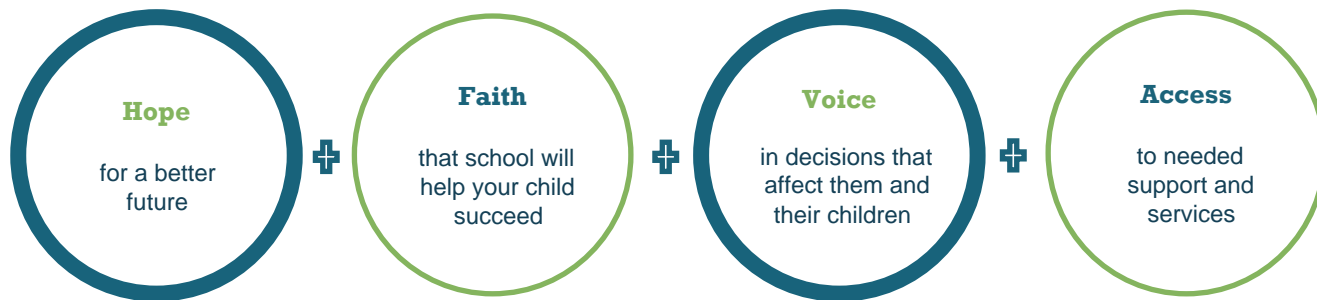 Hope
for a better
future
Faith
that school will
help your child
succeed
Voice
in decisions that
affect them and
their children
Access
to needed
support and
services